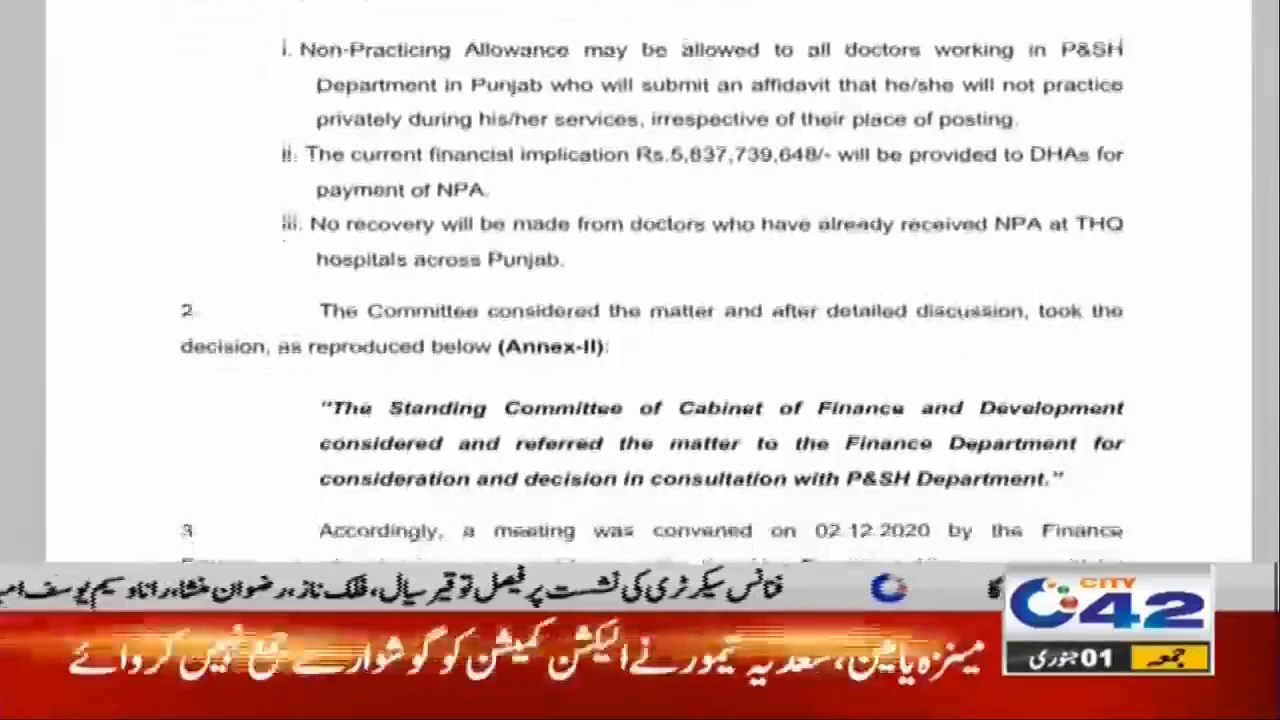 i. Non-Practicing Allowance may be allowed to all doctors working in P&SH
Department in Punjab who will submit an affidavit that he/she will not practice
privately during his/her services, irrespective of their place of posting.
ii. The current financial implication Rs.5,837,739,648/- will be provided to DHAs for
payment of NPA.
iii. No recovery will be made from doctors who have already received NPA at THQ
hospitals across Punjab.
2. The Committee considered the matter and after detailed discussion, took the
decision, as reproduced below (Annex-II):
"The Standing Committee of Cabinet of Finance and Development
considered and referred the matter to the Finance Department for
consideration and decision in consultation with P&SH Department."
3. Accordingly, a meeting was convened on 02.12.2020 by the Finance
فنانس سیکرٹری کی نشست پر فیصل توقیر سیال، فلک ناز، رضوان منشا، رانا وسیم یوسف
CITY
42
جمعہ 01 جنوری
مینزہ یامین، سعدیہ تیمور نے الیکشن کمیشن کو گوشوارے جمع نہیں کروائے